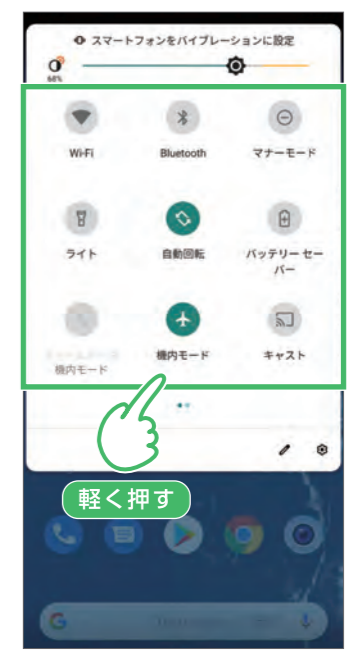 スマートフォンをバイブレーションに設定
68%
Wi-Fi
Bluetooth
マナーモード
ライト
自動回転
バッテリー セー
バー
機内モード
機内モード
キャスト
軽く押す
G